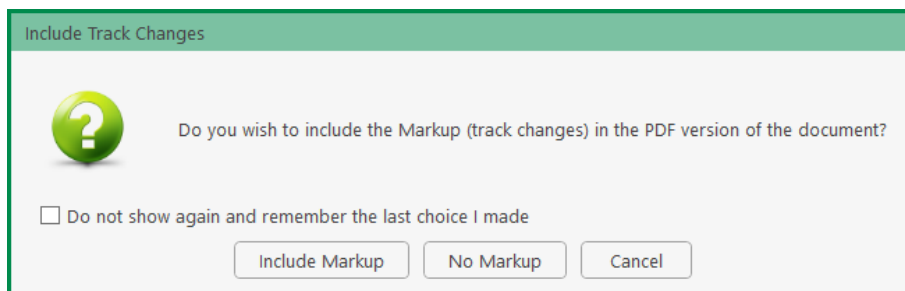 Include Track Changes
Do you wish to include the Markup (track changes) in the PDF version of the document?
Do not show again and remember the last choice I made
Include Markup No Markup Cancel